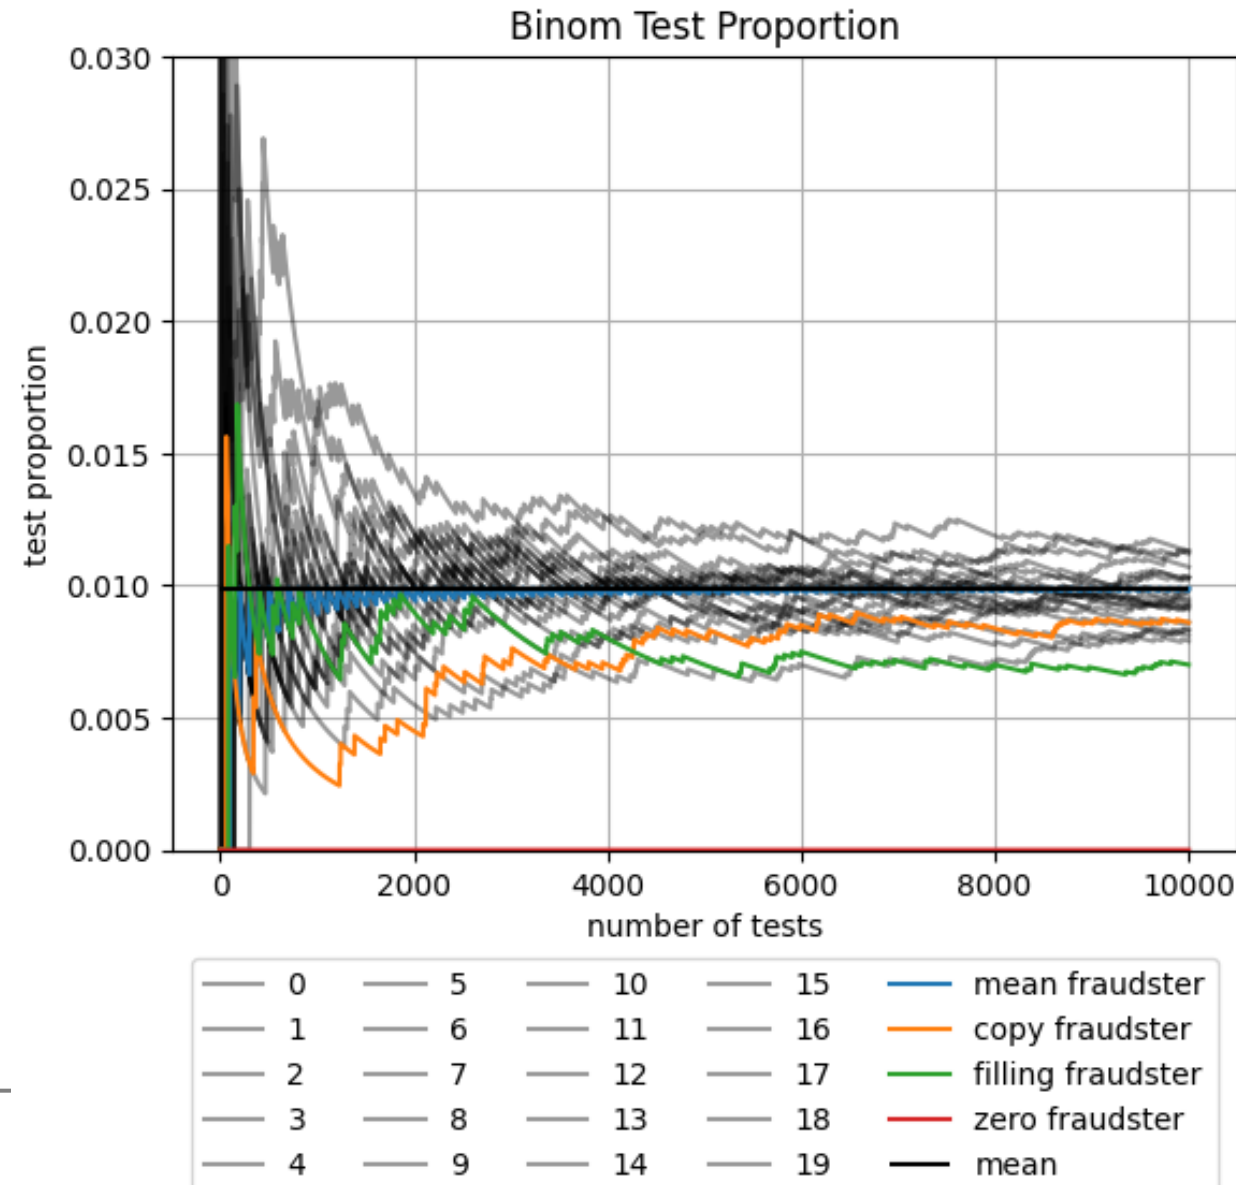 Binom Test Proportion
0.030
0.025
0.020
0.015
0.010
0.005
0.000
test proportion
0 2000 4000 6000 8000 10000
number of tests
0 5 10 15 mean fraudster
1 6 11 16 copy fraudster
2 7 12 17 filling fraudster
3 8 13 18 zero fraudster
4 9 14 19 mean